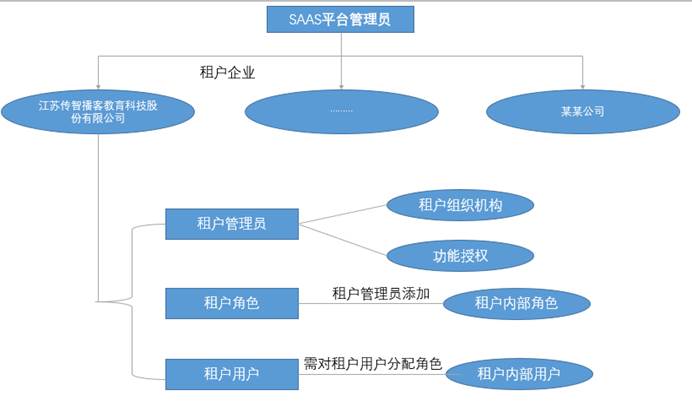 SAAS平台管理员
租户企业
江苏传智播客教育科技股
份有限公司
………
某某公司
租户管理员
租户组织机构
功能授权
租户角色
租户管理员添加
租户内部角色
租户用户
需对租户用户分配角色
租户内部用户